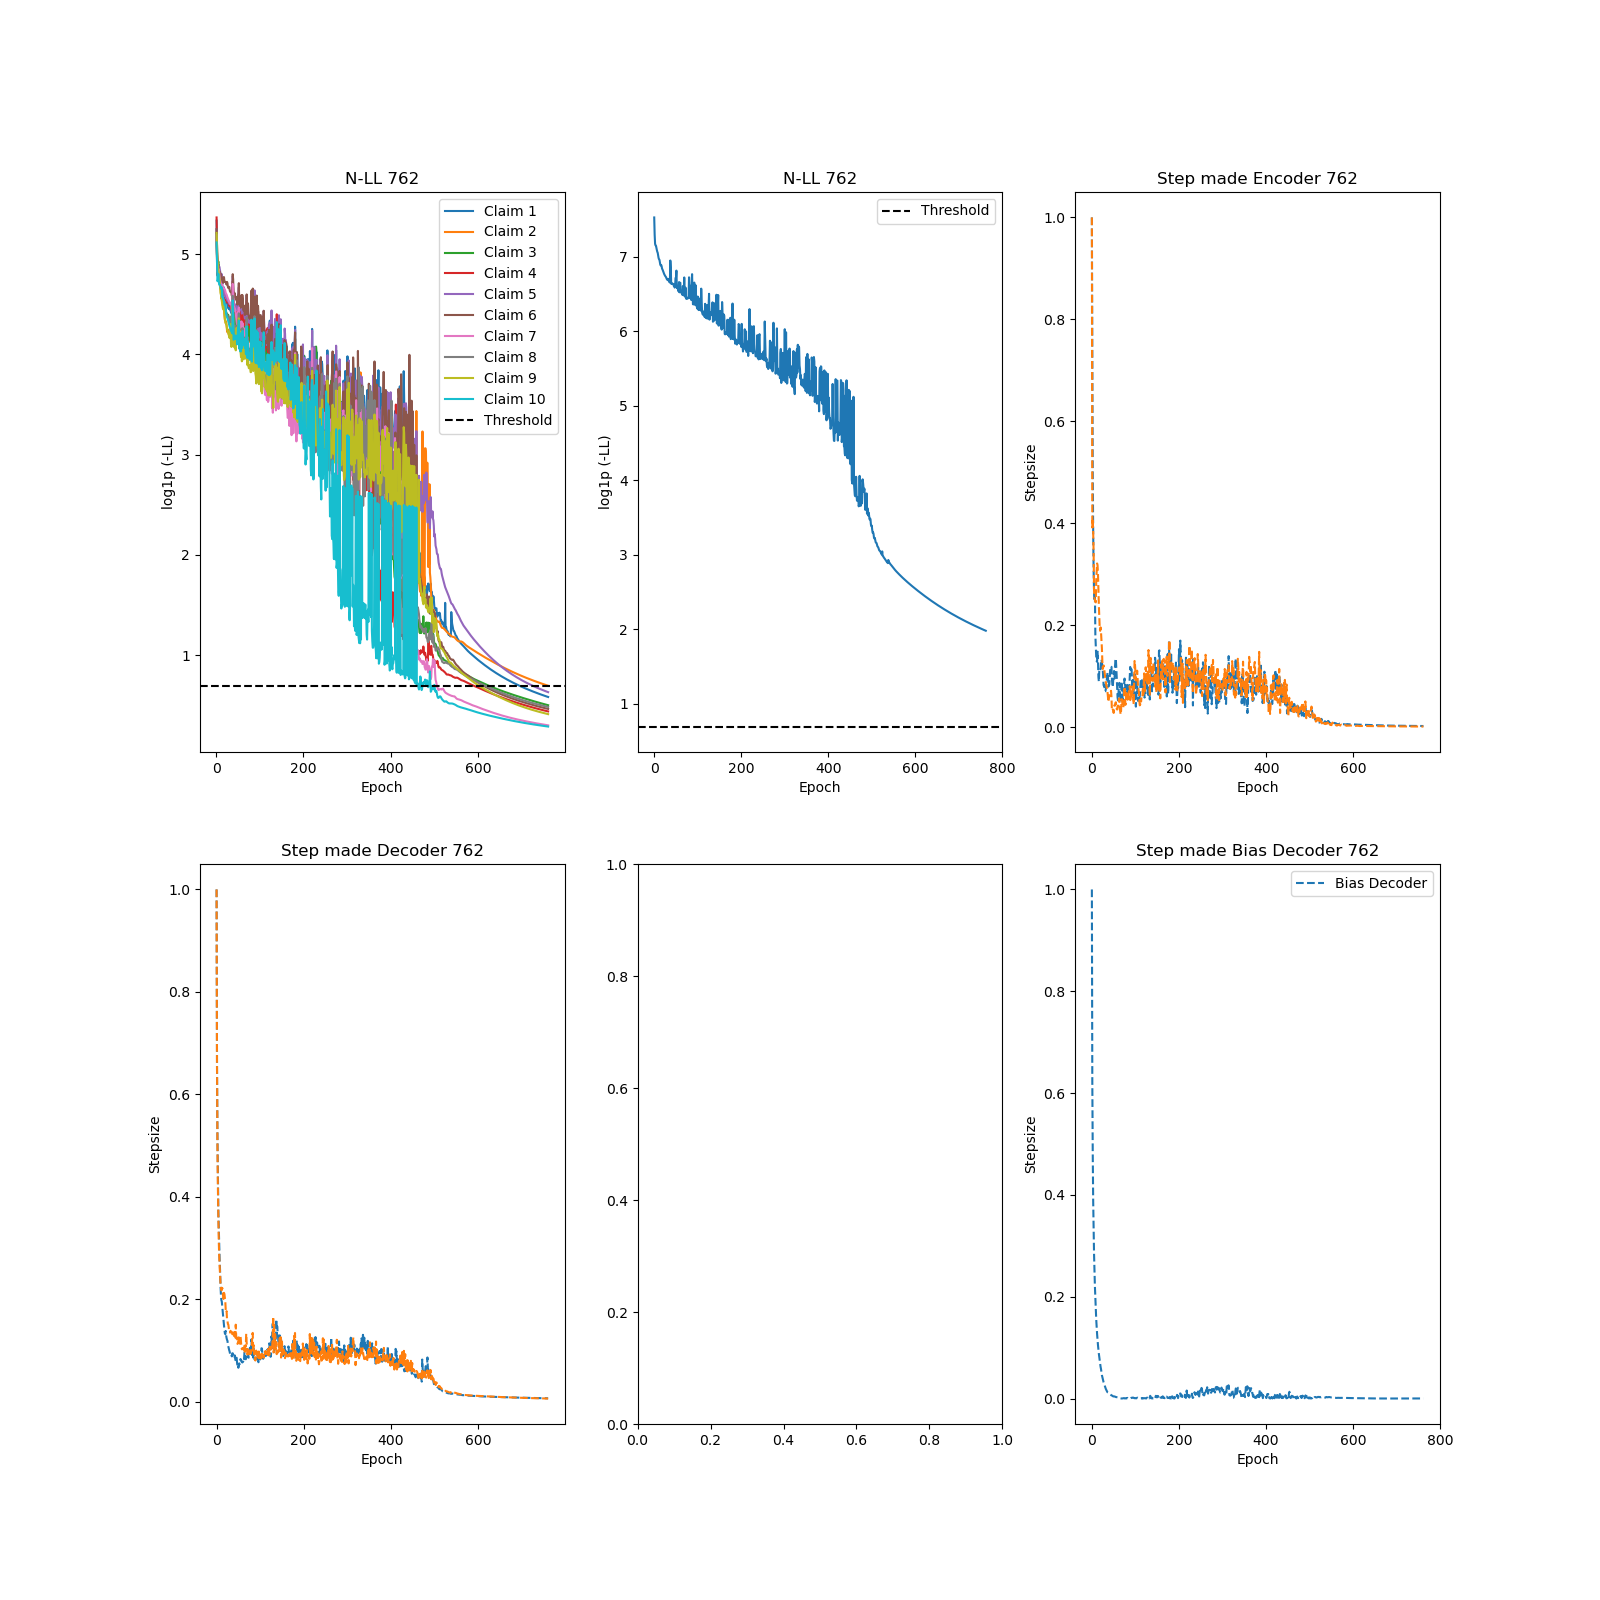 N-LL 762
5
4
3
2
1
0
200
400
600
Epoch
log1p (-LL)
Claim 1
Claim 2
Claim 3
Claim 4
Claim 5
Claim 6
Claim 7
Claim 8
Claim 9
Claim 10
Threshold
N-LL 762
7
6
5
4
3
2
1
0
200
400
600
800
Epoch
log1p (-LL)
Threshold
Step made Encoder 762
1.0
0.8
0.6
0.4
0.2
0.0
0
200
400
600
Epoch
Stepsize
Step made Decoder 762
1.0
0.8
0.6
0.4
0.2
0.0
0
200
400
600
Epoch
Stepsize
1.0
0.8
0.6
0.4
0.2
0.0
0.0
0.2
0.4
0.6
0.8
1.0
Step made Bias Decoder 762
1.0
0.8
0.6
0.4
0.2
0.0
0
200
400
600
800
Epoch
Stepsize
Bias Decoder